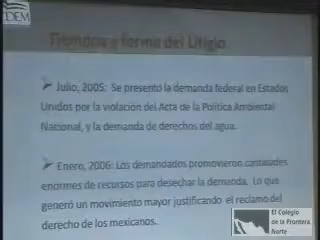 DEM
Tiempos y forma del Litigio
➢ Julio, 2005: Se presentó la demanda federal en Estados
Unidos por la violación del Acta de la Política Ambiental
Nacional, y la demanda de derechos del agua.
➢ Enero, 2006: Los demandados promovieron cantidades
enormes de recursos para desechar la demanda. Lo que
generó un movimiento mayor justificando el reclamo del
derecho de los mexicanos.
El Colegio
de la Frontera
Norte